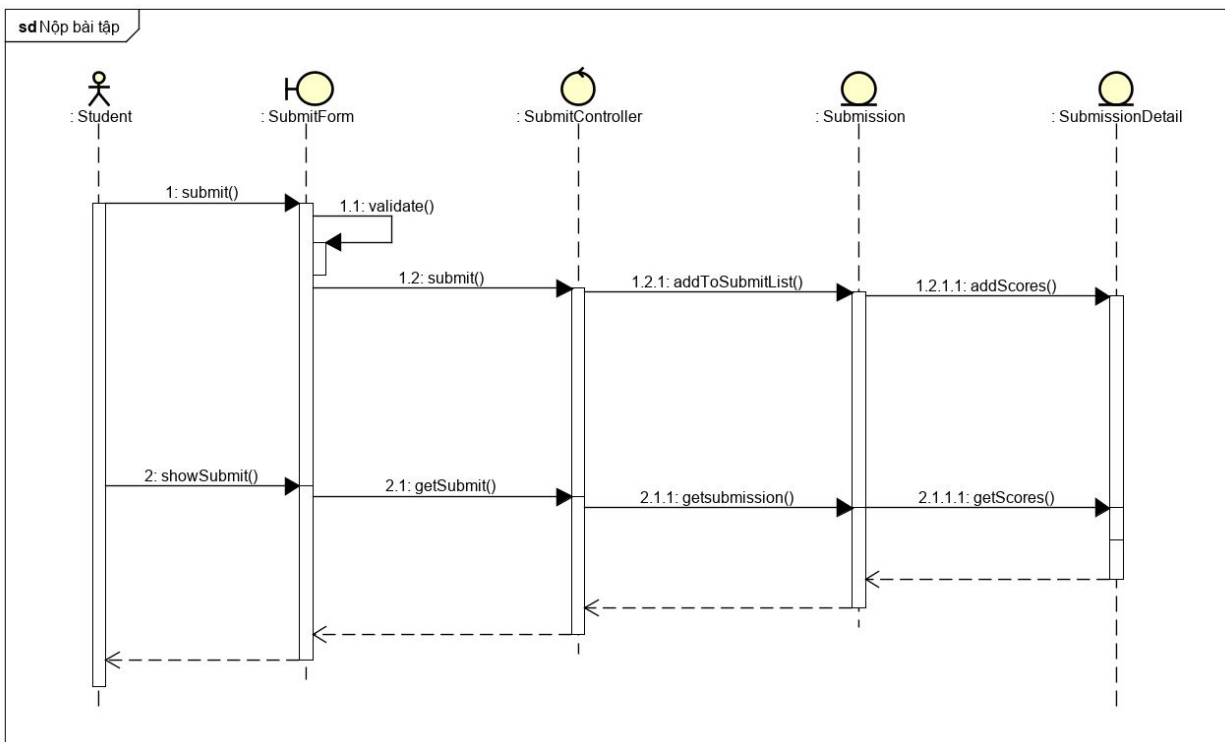 sd Nộp bài tập
: Student
: SubmitForm
: SubmitController
: Submission
: SubmissionDetail
1: submit()
1.1: validate()
1.2: submit()
1.2.1: addToSubmitList()
1.2.1.1: addScores()
2: showSubmit()
2.1: getSubmit()
2.1.1: getsubmission()
2.1.1.1: getScores()